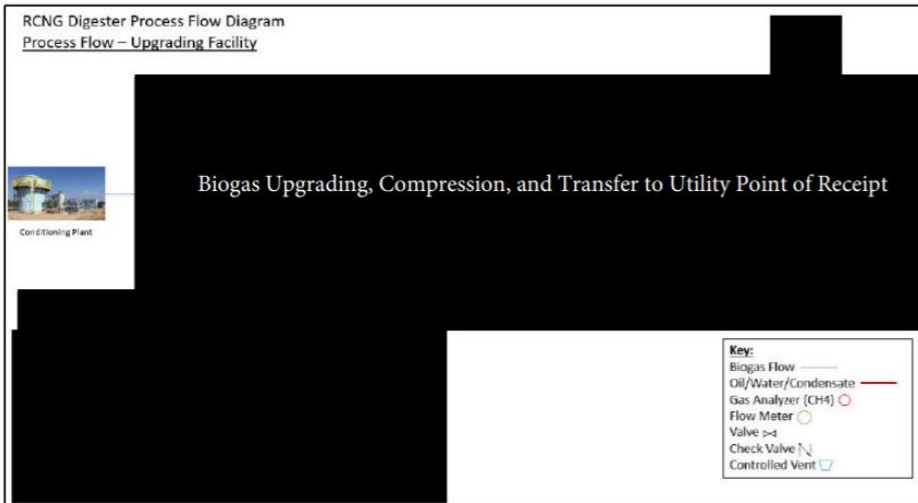 RCNG Digester Process Flow Diagram
Process Flow – Upgrading Facility
Biogas Upgrading, Compression, and Transfer to Utility Point of Receipt
Conditioning Plant
Key:
Biogas Flow
Oil/Water/Condensate
Gas Analyzer (CH4)
Flow Meter
Valve
Check Valve
Controlled Vent